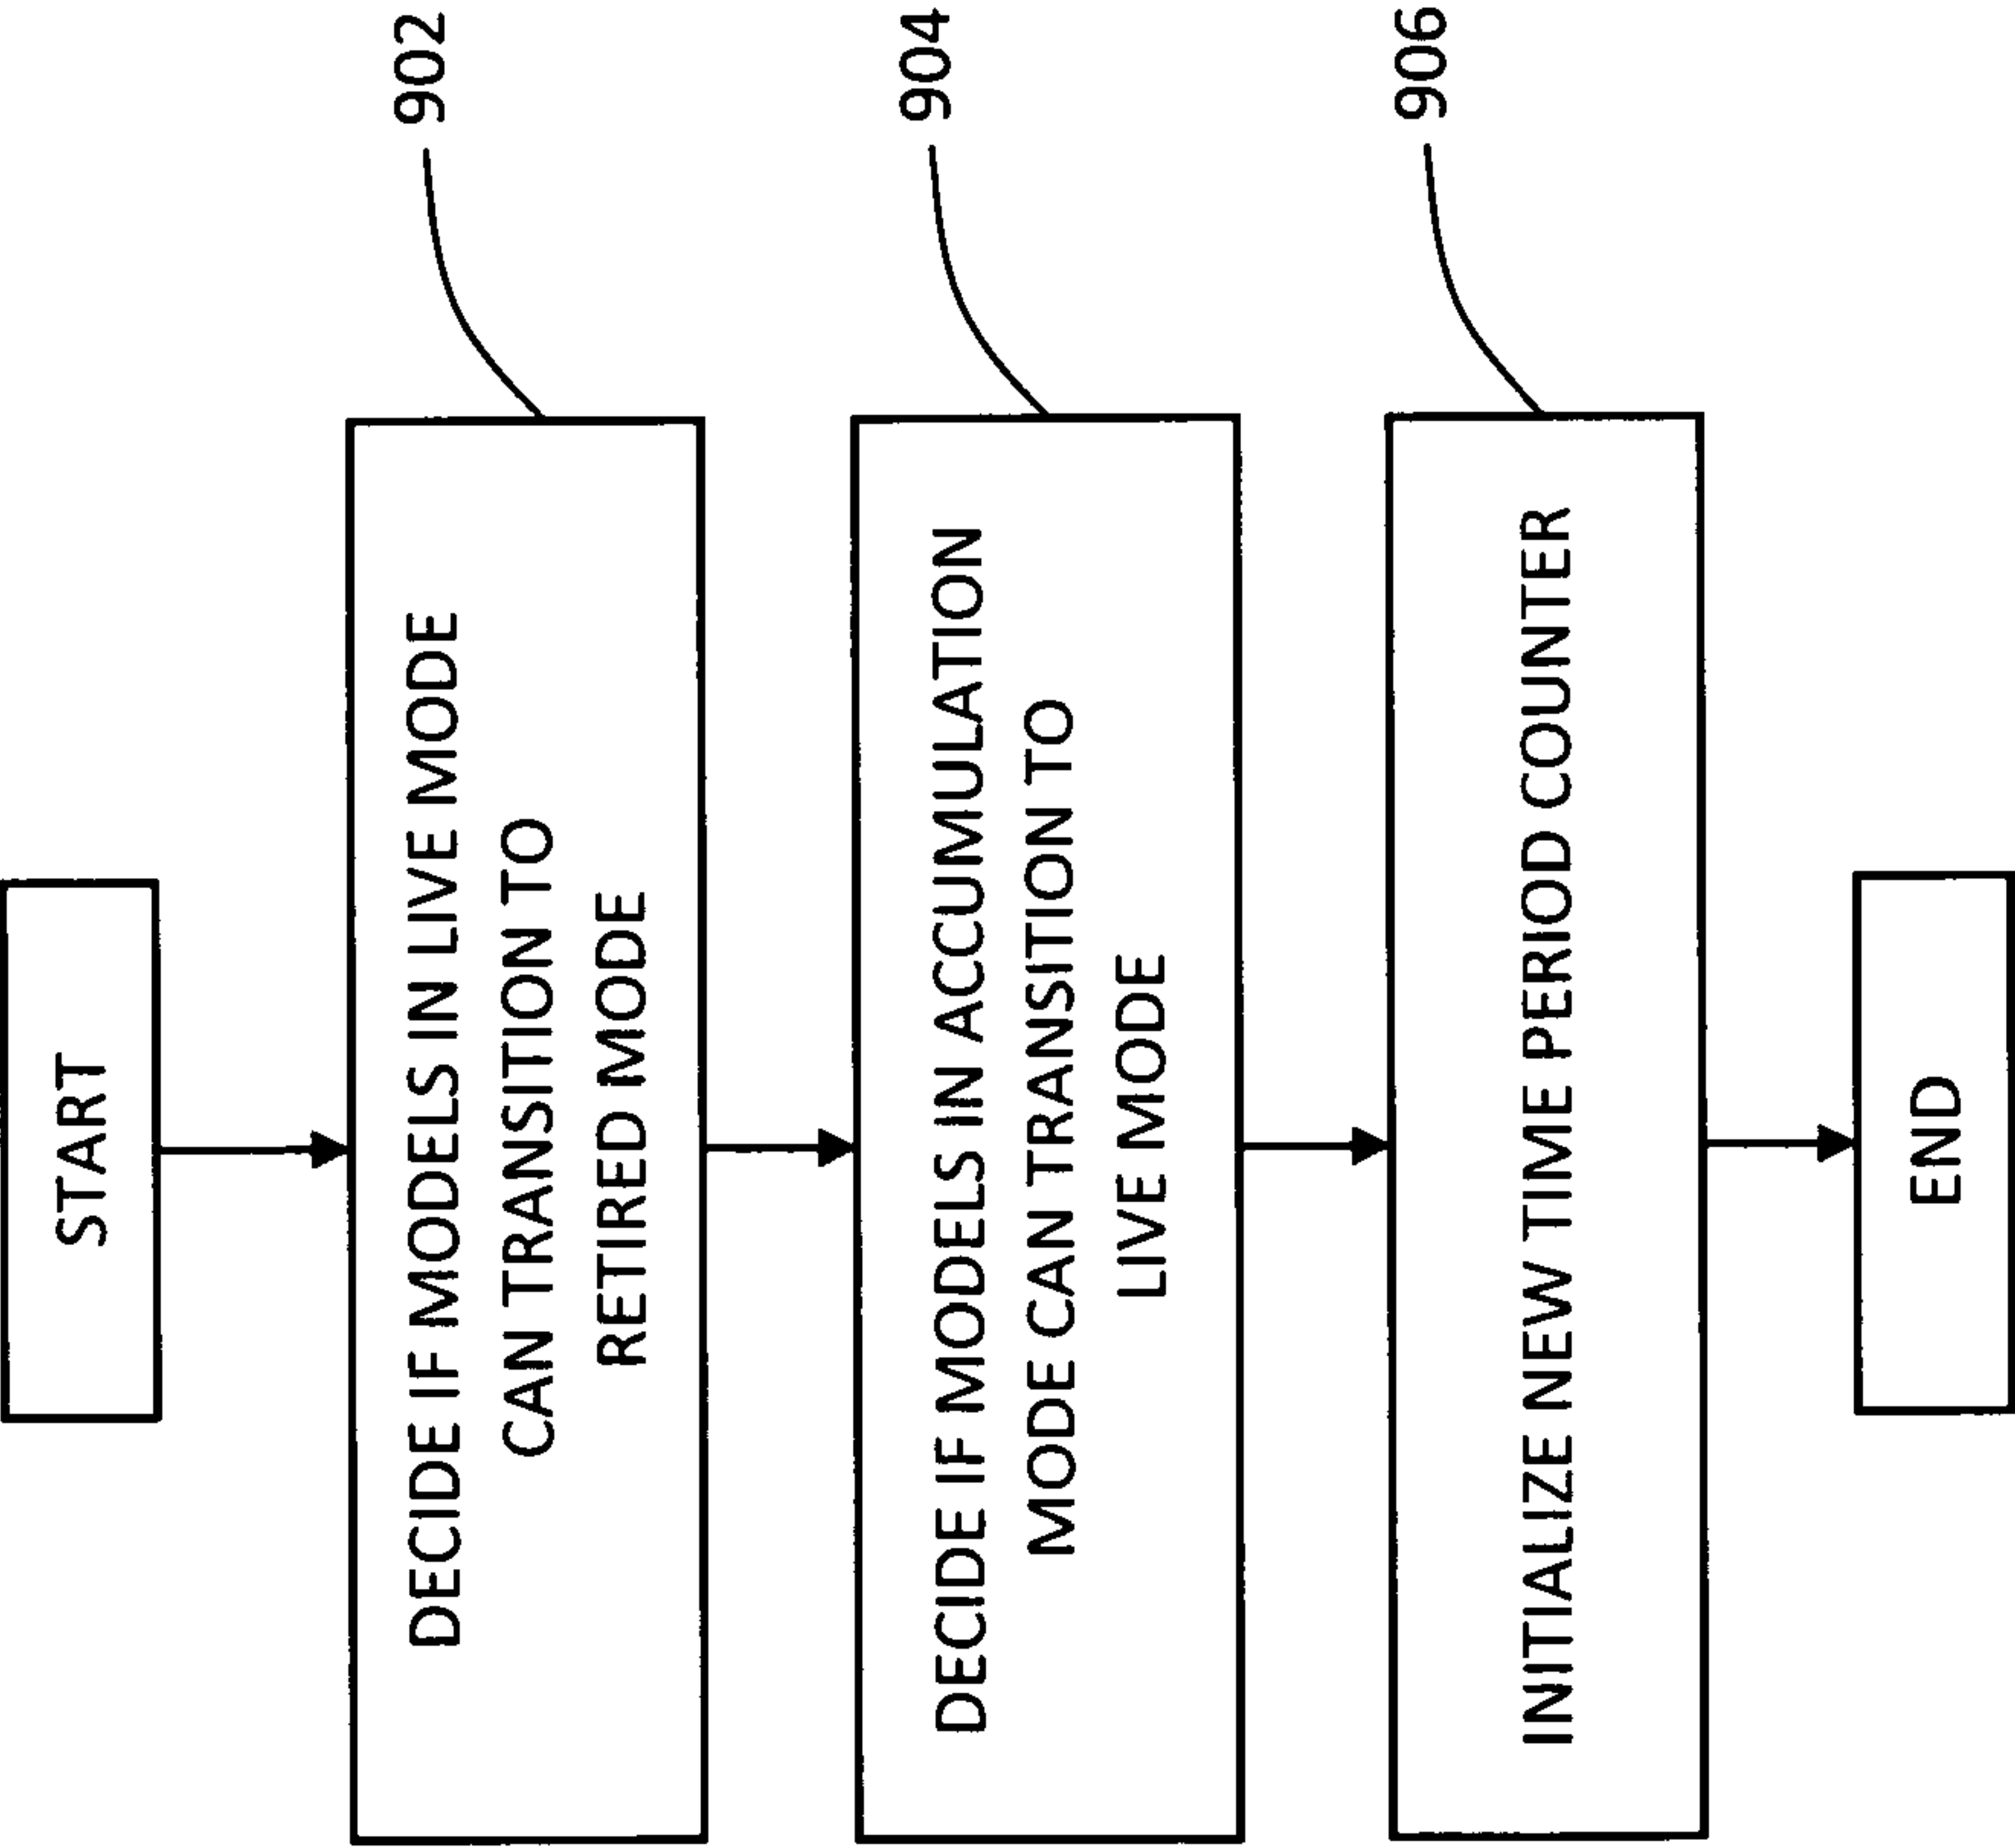 START
DECIDE IF MODELS IN LIVE MODE
CAN TRANSITION TO
RETIRED MODE
902
DECIDE IF MODELS IN ACCUMULATION
MODE CAN TRANSITION TO
LIVE MODE
904
INITIALIZE NEW TIME PERIOD COUNTER
906
END